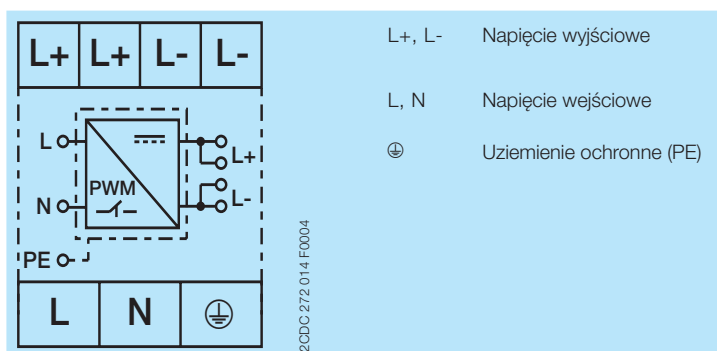 L+ L+ L- L-
L
L+
PWM
N
L-
PE
L N
2CDC 272 014 F0004
L+, L- Napięcie wyjściowe
L, N Napięcie wejściowe
Uziemienie ochronne (PE)